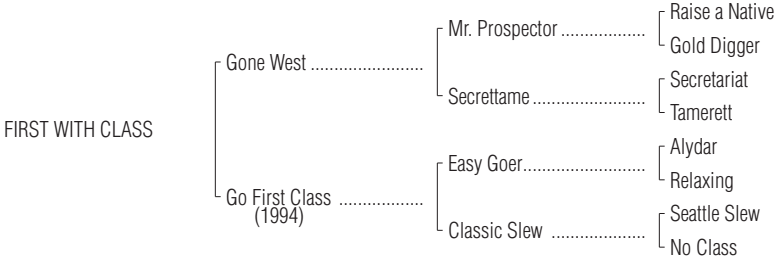 Raise a Native
Mr. Prospector ...................
Gold Digger
Gone West .........................
Secretariat
Secrettame .........................
Tamerett
FIRST WITH CLASS
Alydar
Easy Goer...........................
Relaxing
Go First Class ...................
(1994)
Seattle Slew
Classic Slew .....................
No Class